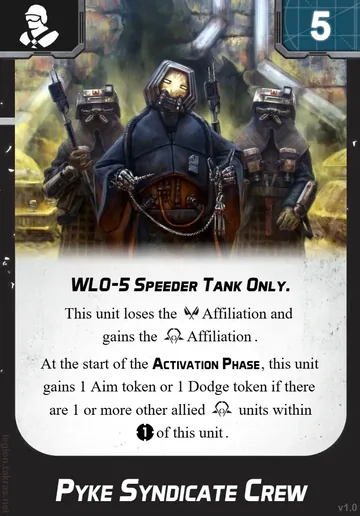 5
WLO-5 SPEEDER TANK ONLY.
This unit loses the Affiliation and
gains the Affiliation.
At the start of the ACTIVATION PHASE, this unit
gains 1 Aim token or 1 Dodge token if there
are 1 or more other allied units within
1 of this unit.
PYKE SYNDICATE CREW
v1.0